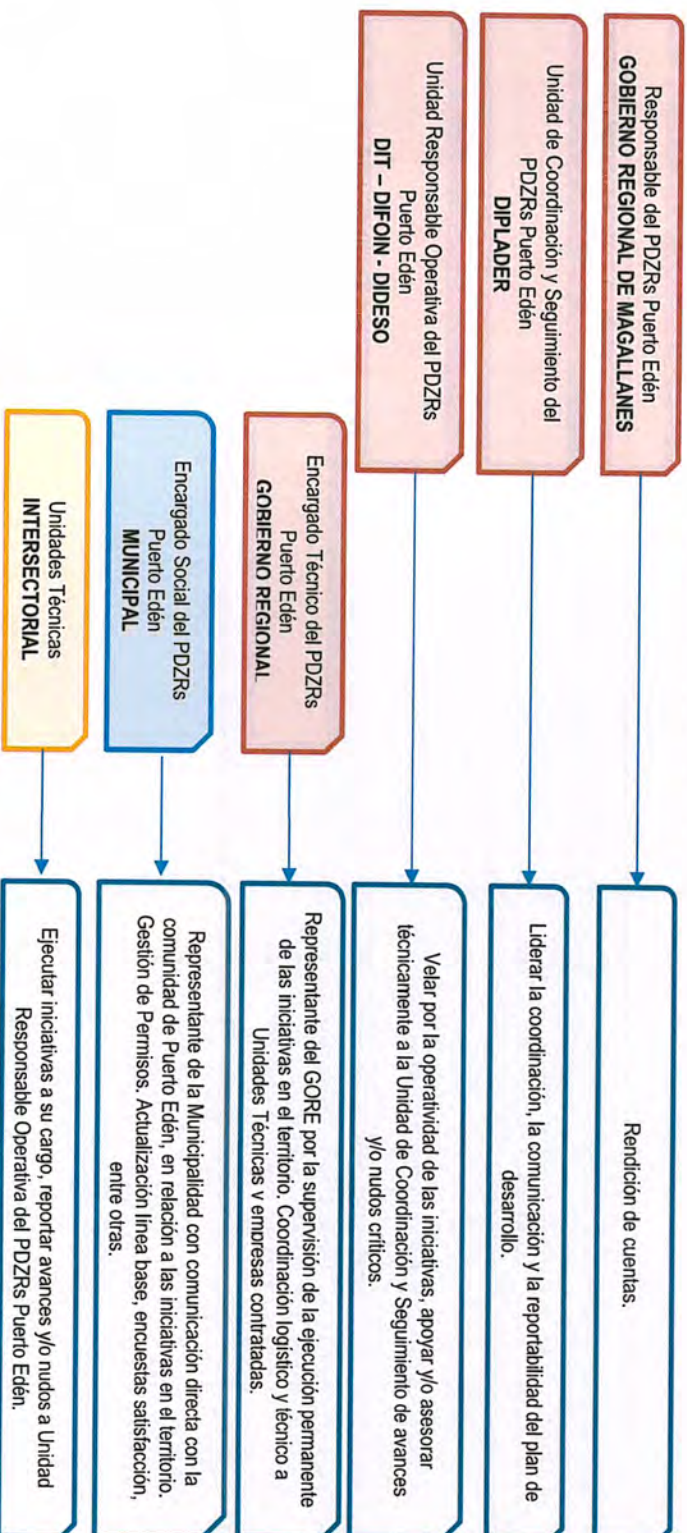 Responsable del PDZRs Puerto Edén
GOBIERNO REGIONAL DE MAGALLANES
Rendición de cuentas.
Unidad de Coordinación y Seguimiento del
PDZRs Puerto Edén
DIPLADER
Liderar la coordinación, la comunicación y la reportabilidad del plan de
desarrollo.
Unidad Responsable Operativa del PDZRs
Puerto Edén
DIT – DIFOIN - DIDESO
Velar por la operatividad de las iniciativas, apoyar y/o asesorar
técnicamente a la Unidad de Coordinación y Seguimiento de avances
y/o nudos críticos.
Encargado Técnico del PDZRs
Puerto Edén
GOBIERNO REGIONAL
Representante del GORE por la supervisión de la ejecución permanente
de las iniciativas en el territorio. Coordinación logístico y técnico a
Unidades Técnicas y empresas contratadas.
Encargado Social del PDZRs
Puerto Edén
MUNICIPAL
Representante de la Municipalidad con comunicación directa con la
comunidad de Puerto Edén, en relación a las iniciativas en el territorio.
Gestión de Permisos. Actualización línea base, encuestas satisfacción,
entre otras.
Unidades Técnicas
INTERSECTORIAL
Ejecutar iniciativas a su cargo, reportar avances y/o nudos a Unidad
Responsable Operativa del PDZRs Puerto Edén.